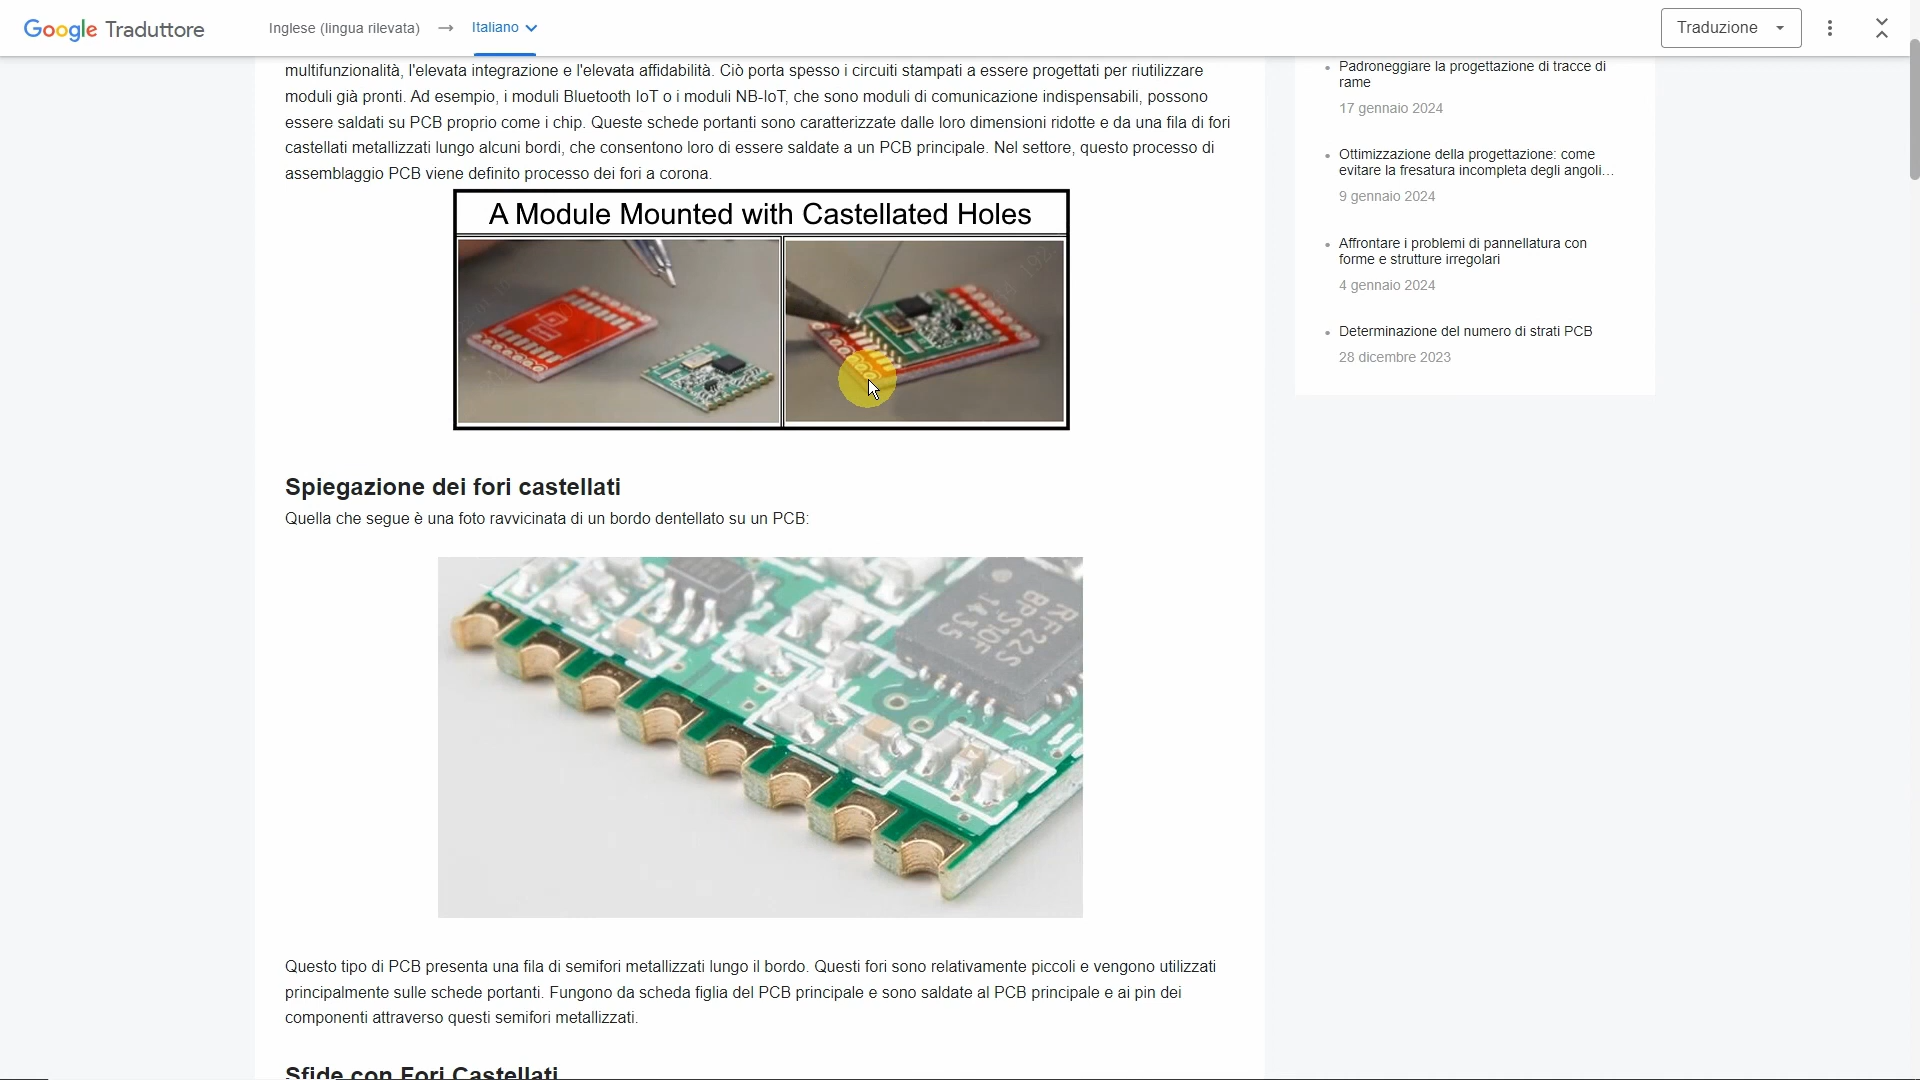 Google Traduttore
Inglese (lingua rilevata) → Italiano
Traduzione
multifunzionalità, l'elevata integrazione e l'elevata affidabilità. Ciò porta spesso i circuiti stampati a essere progettati per riutilizzare
moduli già pronti. Ad esempio, i moduli Bluetooth IoT o i moduli NB-IoT, che sono moduli di comunicazione indispensabili, possono
essere saldati su PCB proprio come i chip. Queste schede portanti sono caratterizzate dalle loro dimensioni ridotte e da una fila di fori
castellati metallizzati lungo alcuni bordi, che consentono loro di essere saldate a un PCB principale. Nel settore, questo processo di
assemblaggio PCB viene definito processo dei fori a corona.
A Module Mounted with Castellated Holes
Spiegazione dei fori castellati
Quella che segue è una foto ravvicinata di un bordo dentellato su un PCB:
RF22S
BPS10F
143S
Questo tipo di PCB presenta una fila di semifori metallizzati lungo il bordo. Questi fori sono relativamente piccoli e vengono utilizzati
principalmente sulle schede portanti. Fungono da scheda figlia del PCB principale e sono saldate al PCB principale e ai pin dei
componenti attraverso questi semifori metallizzati.
Sfide con Fori Castellati
Padroneggiare la progettazione di tracce di
rame
17 gennaio 2024
Ottimizzazione della progettazione: come
evitare la fresatura incompleta degli angoli…
9 gennaio 2024
Affrontare i problemi di pannellatura con
forme e strutture irregolari
4 gennaio 2024
Determinazione del numero di strati PCB
28 dicembre 2023